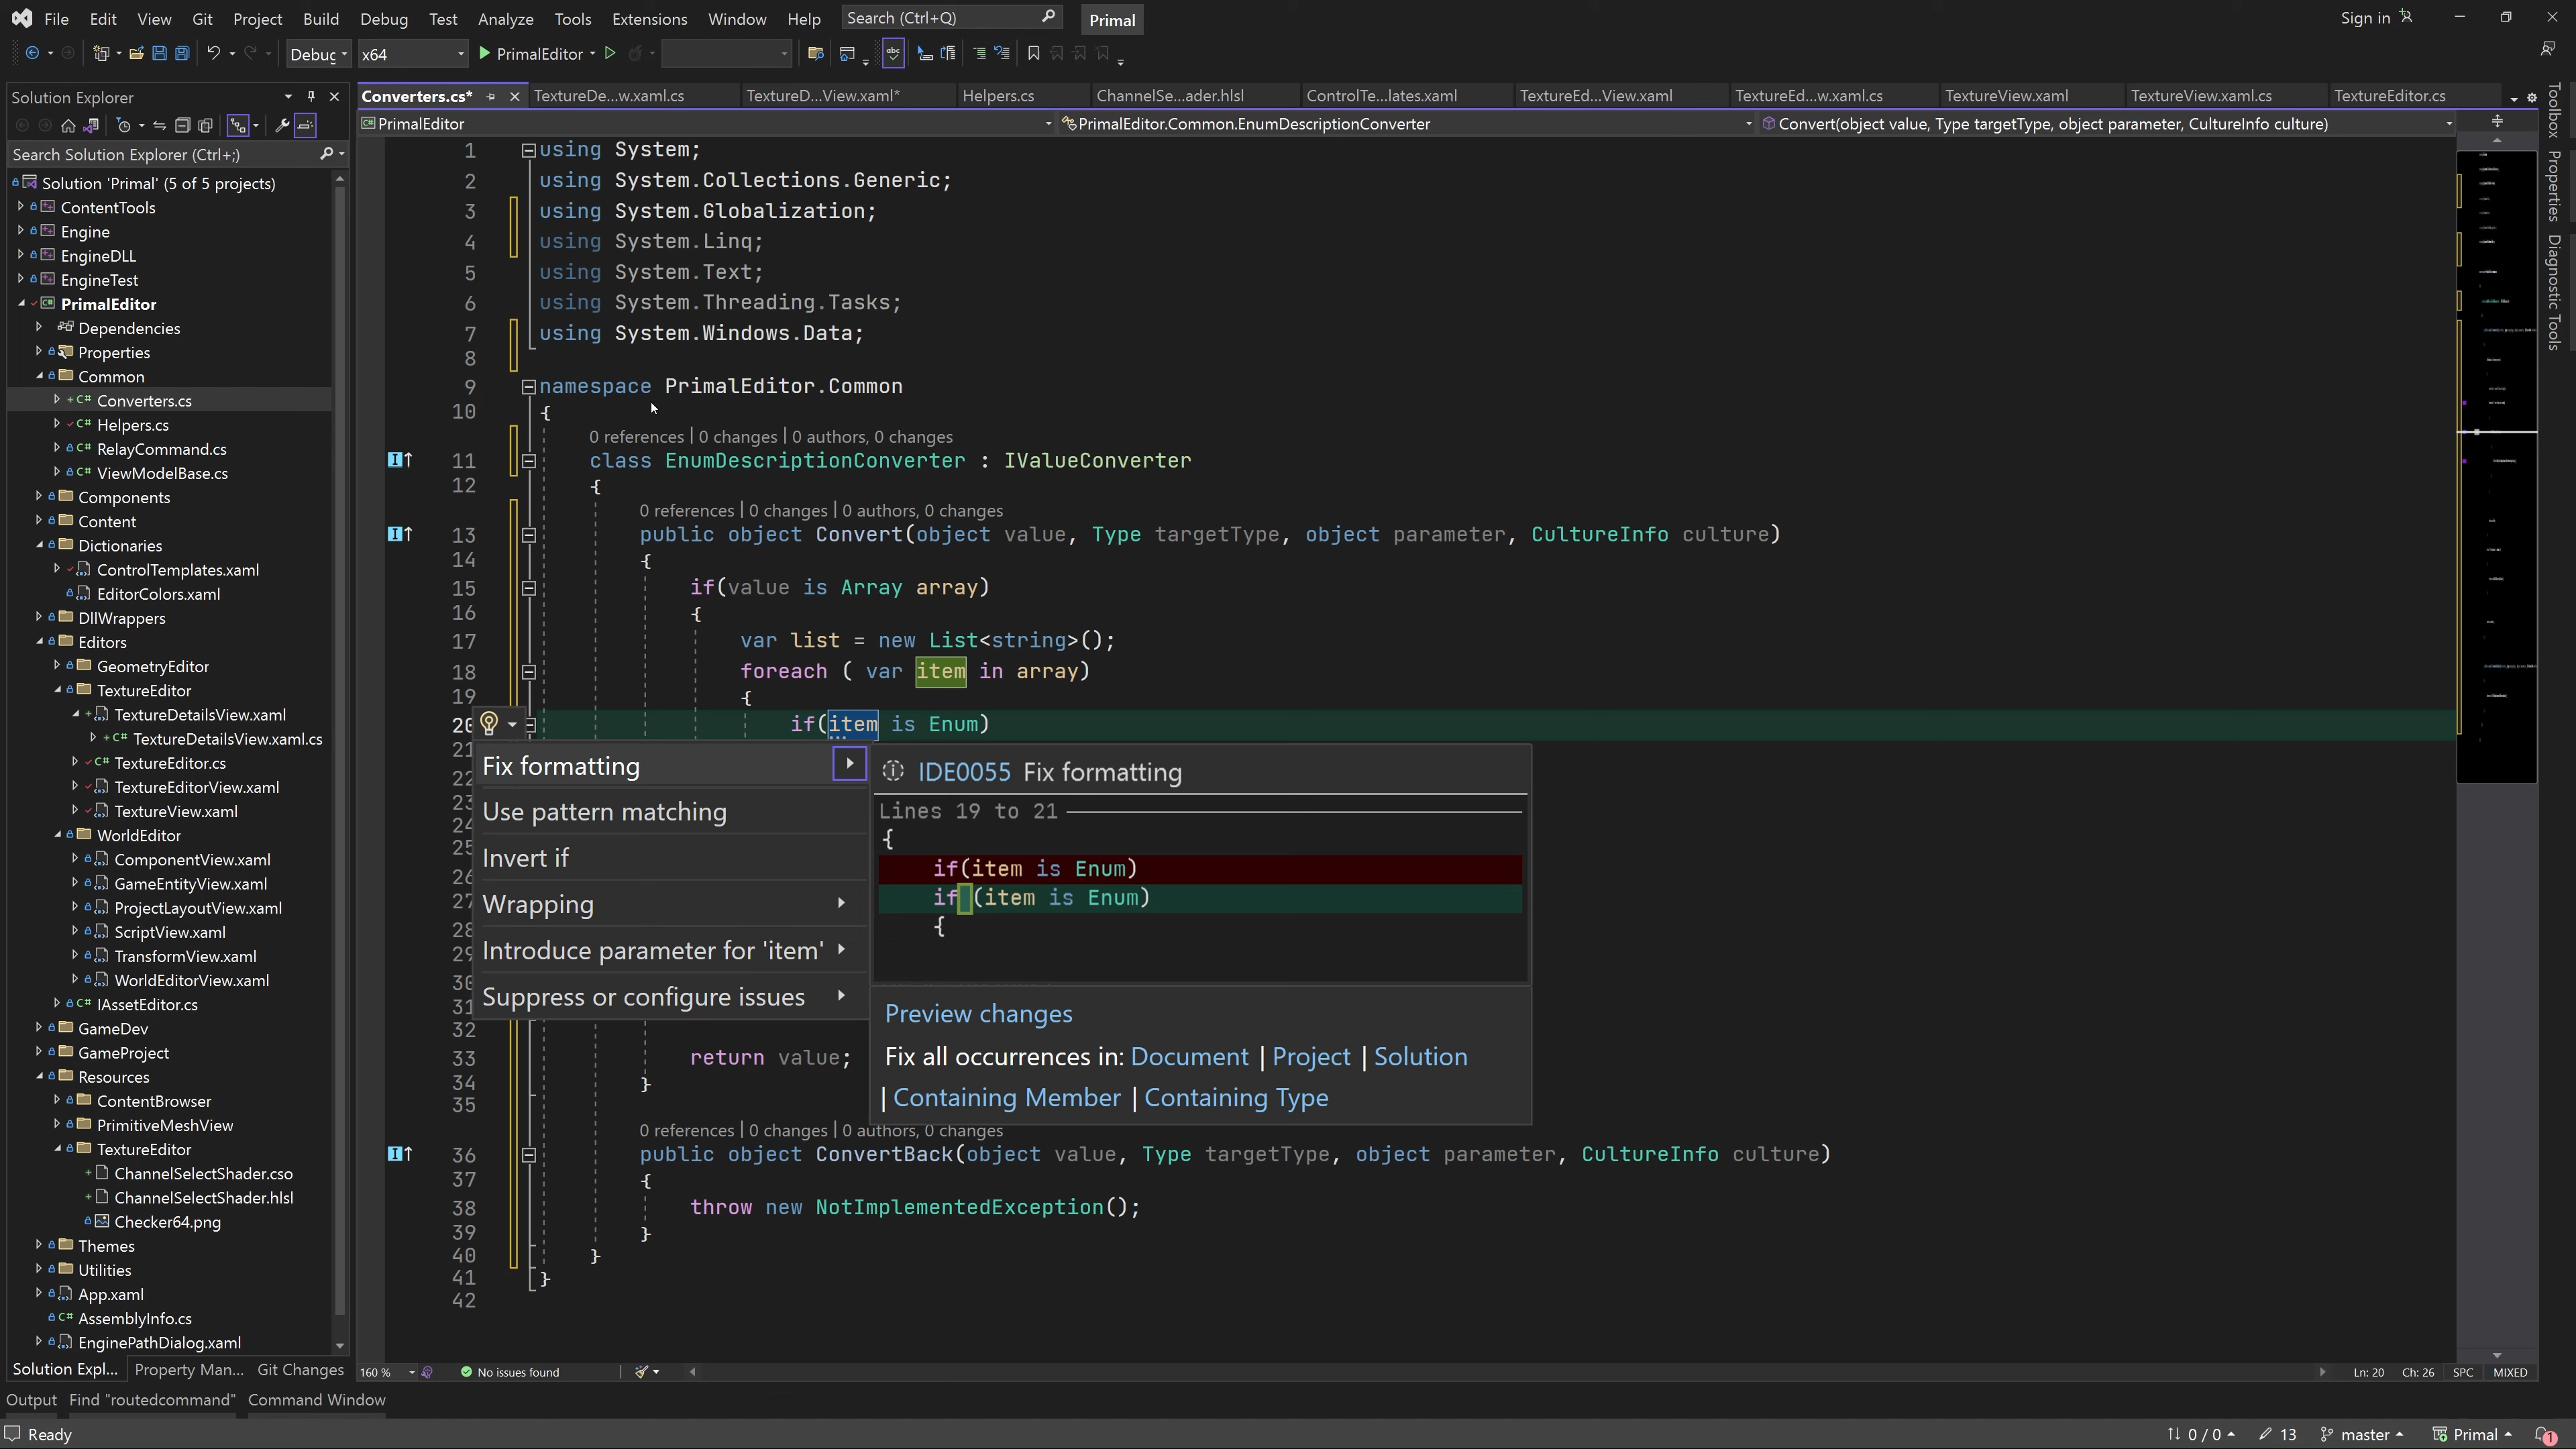 File Edit View Git Project Build Debug Test Analyze Tools Extensions Window Help Search (Ctrl+Q) Primal Sign in
Debug x64 PrimalEditor
Solution Explorer
Converters.cs* TextureDe...w.xaml.cs TextureD...View.xaml* Helpers.cs ChannelSe...ader.hlsl ControlTe...lates.xaml TextureEd...View.xaml TextureEd...w.xaml.cs TextureView.xaml TextureView.xaml.cs TextureEditor.cs
PrimalEditor PrimalEditor.Common.EnumDescriptionConverter Convert(object value, Type targetType, object parameter, CultureInfo culture)
Search Solution Explorer (Ctrl+;)
Solution 'Primal' (5 of 5 projects)
ContentTools
Engine
EngineDLL
EngineTest
PrimalEditor
Dependencies
Properties
Common
Converters.cs
Helpers.cs
RelayCommand.cs
ViewModelBase.cs
Components
Content
Dictionaries
ControlTemplates.xaml
EditorColors.xaml
DllWrappers
Editors
GeometryEditor
TextureEditor
TextureDetailsView.xaml
TextureDetailsView.xaml.cs
TextureEditor.cs
TextureEditorView.xaml
TextureView.xaml
WorldEditor
ComponentView.xaml
GameEntityView.xaml
ProjectLayoutView.xaml
ScriptView.xaml
TransformView.xaml
WorldEditorView.xaml
IAssetEditor.cs
GameDev
GameProject
Resources
ContentBrowser
PrimitiveMeshView
TextureEditor
ChannelSelectShader.cso
ChannelSelectShader.hlsl
Checker64.png
Themes
Utilities
App.xaml
AssemblyInfo.cs
EnginePathDialog.xaml
Solution Expl... Property Man... Git Changes
1 using System;
2 using System.Collections.Generic;
3 using System.Globalization;
4 using System.Linq;
5 using System.Text;
6 using System.Threading.Tasks;
7 using System.Windows.Data;
8
9 namespace PrimalEditor.Common
10 {
0 references | 0 changes | 0 authors, 0 changes
11 class EnumDescriptionConverter : IValueConverter
12 {
0 references | 0 changes | 0 authors, 0 changes
13 public object Convert(object value, Type targetType, object parameter, CultureInfo culture)
14 {
15 if(value is Array array)
16 {
17 var list = new List<string>();
18 foreach ( var item in array)
19 {
20 if(item is Enum)
21
22
23
24
25
26
27
28
29
30
31
32
Fix formatting
Use pattern matching
Invert if
Wrapping
Introduce parameter for 'item'
Suppress or configure issues
IDE0055 Fix formatting
Lines 19 to 21
{
if(item is Enum)
if (item is Enum)
{
Preview changes
Fix all occurrences in: Document | Project | Solution
| Containing Member | Containing Type
33 return value;
34 }
35
0 references | 0 changes | 0 authors, 0 changes
36 public object ConvertBack(object value, Type targetType, object parameter, CultureInfo culture)
37 {
38 throw new NotImplementedException();
39 }
40 }
41 }
42
160 % No issues found Ln: 20 Ch: 26 SPC MIXED
Toolbox
Properties
Diagnostic Tools
Output Find "routedcommand" Command Window
Ready 0 / 0 13 master Primal 1